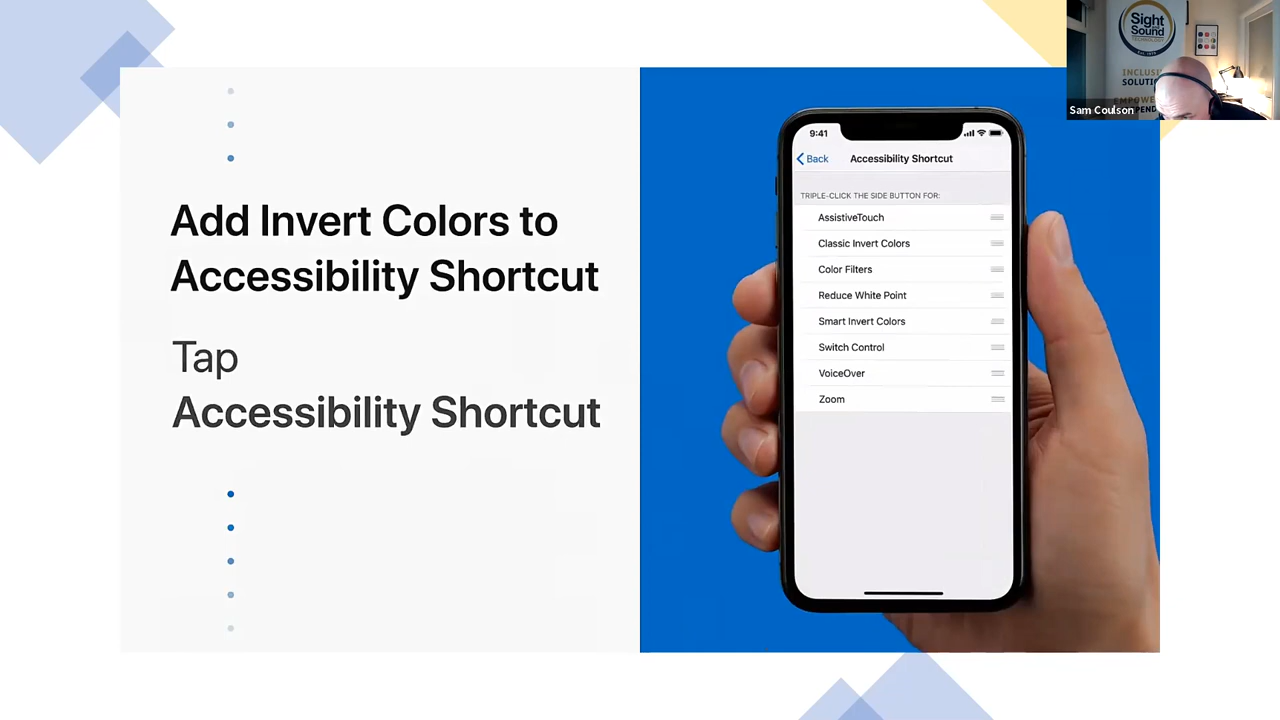 Add Invert Colors to
Accessibility Shortcut
Tap
Accessibility Shortcut
9:41
Back
Accessibility Shortcut
TRIPLE-CLICK THE SIDE BUTTON FOR:
AssistiveTouch
Classic Invert Colors
Color Filters
Reduce White Point
Smart Invert Colors
Switch Control
VoiceOver
Zoom
Sight
Sound
Sam Coulson